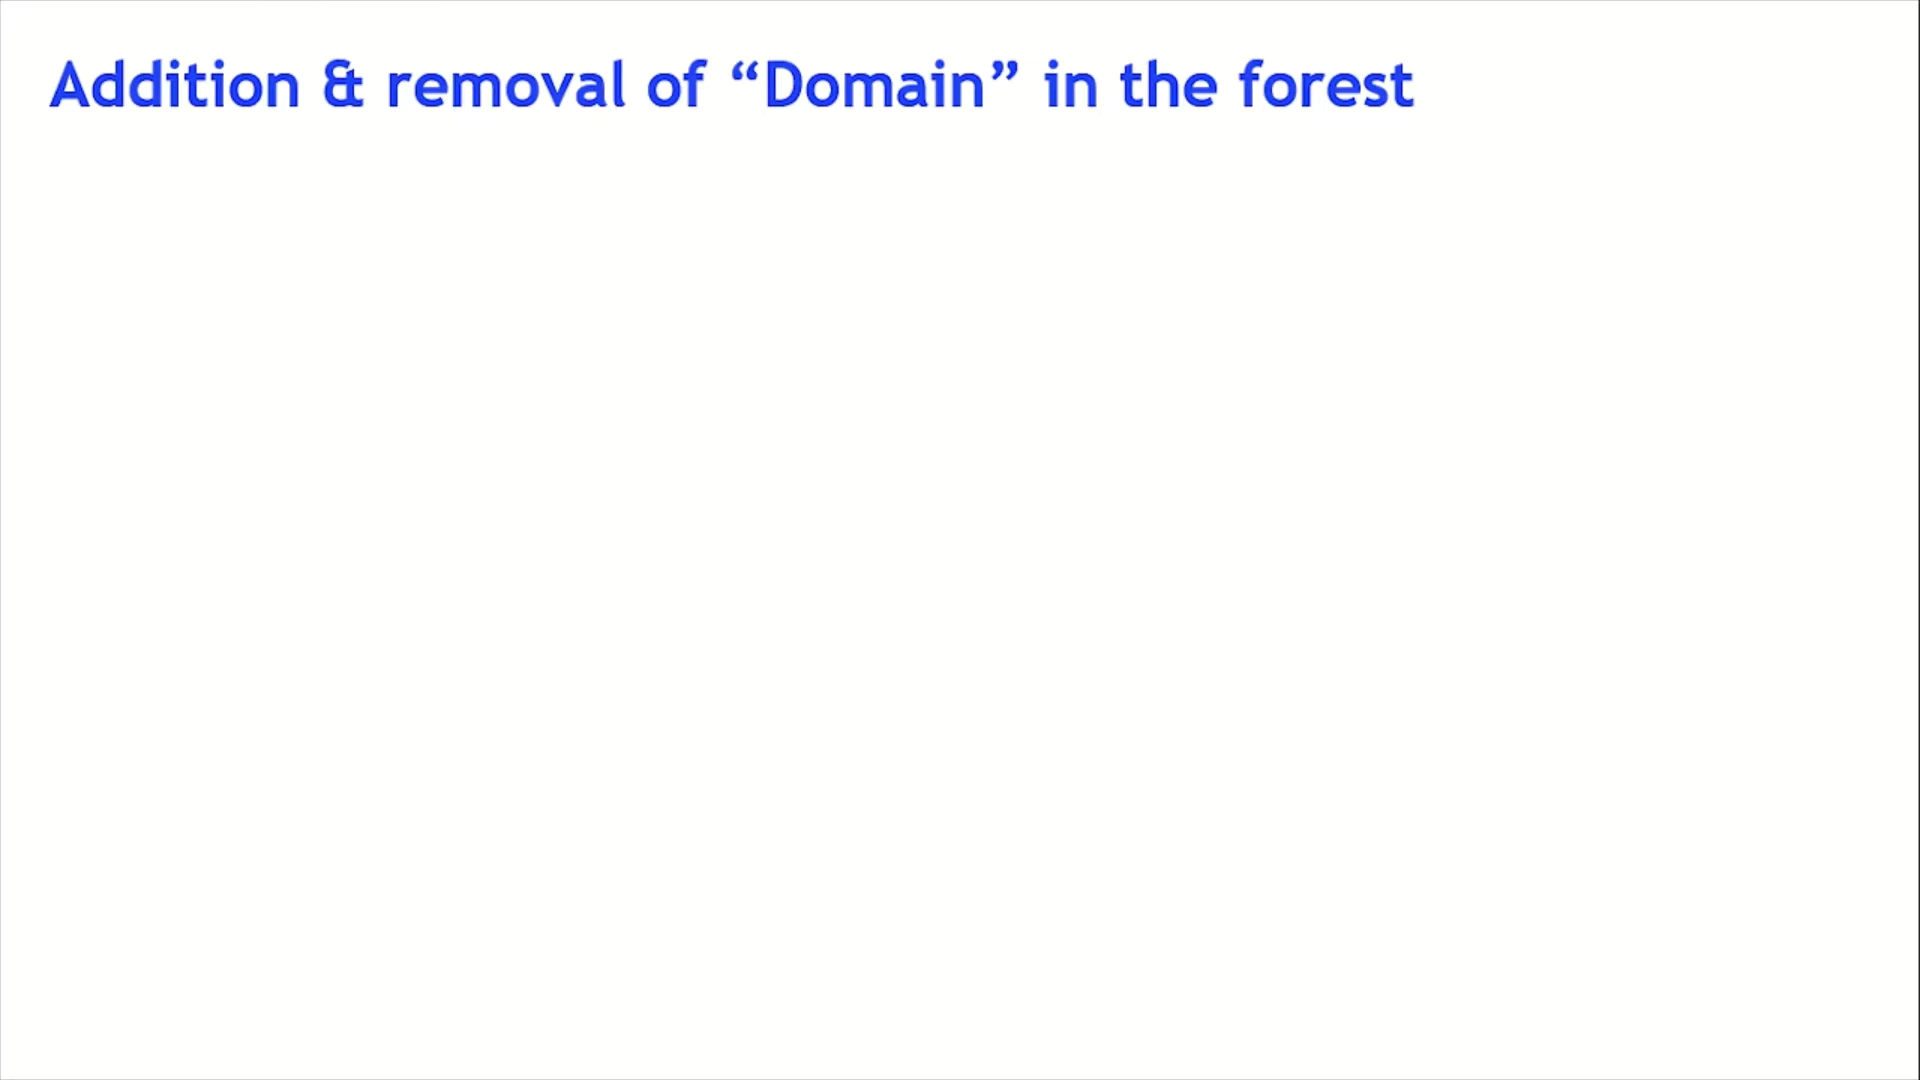 Addition & removal of “Domain” in the forest